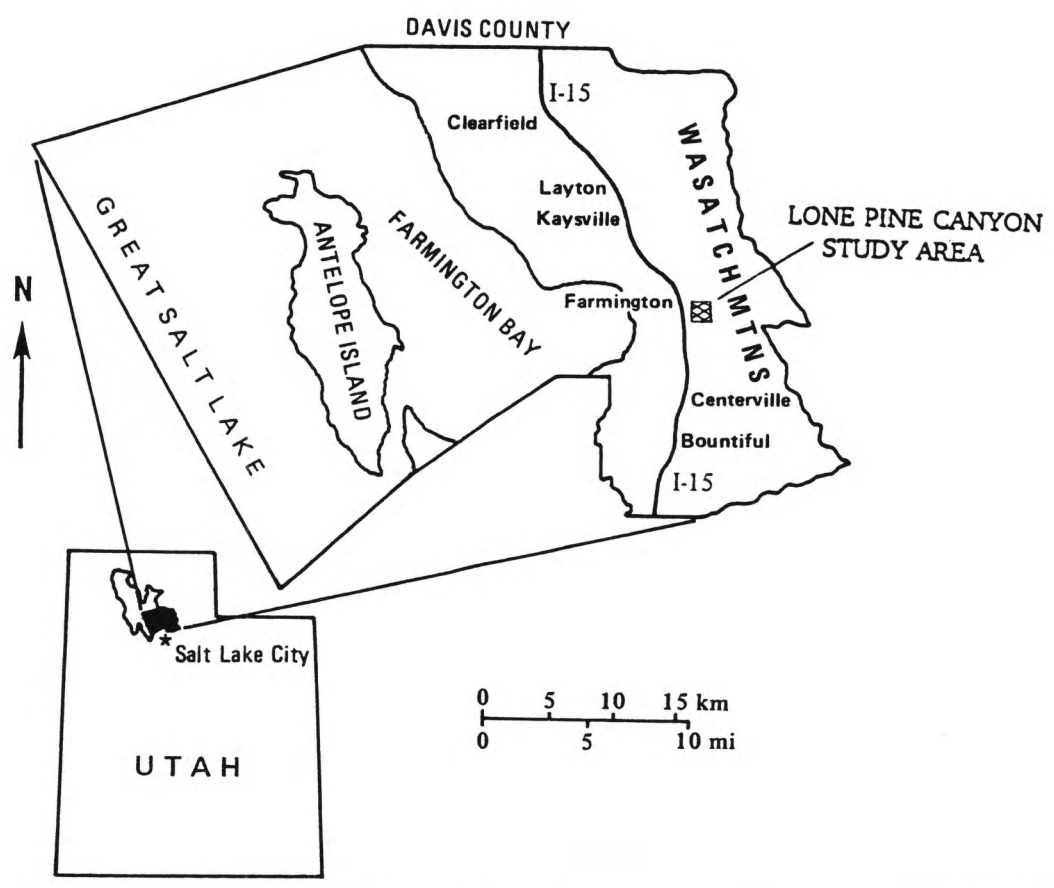 DAVIS COUNTY
I-15
Clearfield
WASATCH MTNS
Layton
Kaysville
LONE PINE CANYON
STUDY AREA
GREAT SALT LAKE
ANTELOPE ISLAND
FARMINGTON BAY
N
Farmington
Centerville
Bountiful
I-15
*
Salt Lake City
UTAH
0 5 10 15 km
0 5 10 mi